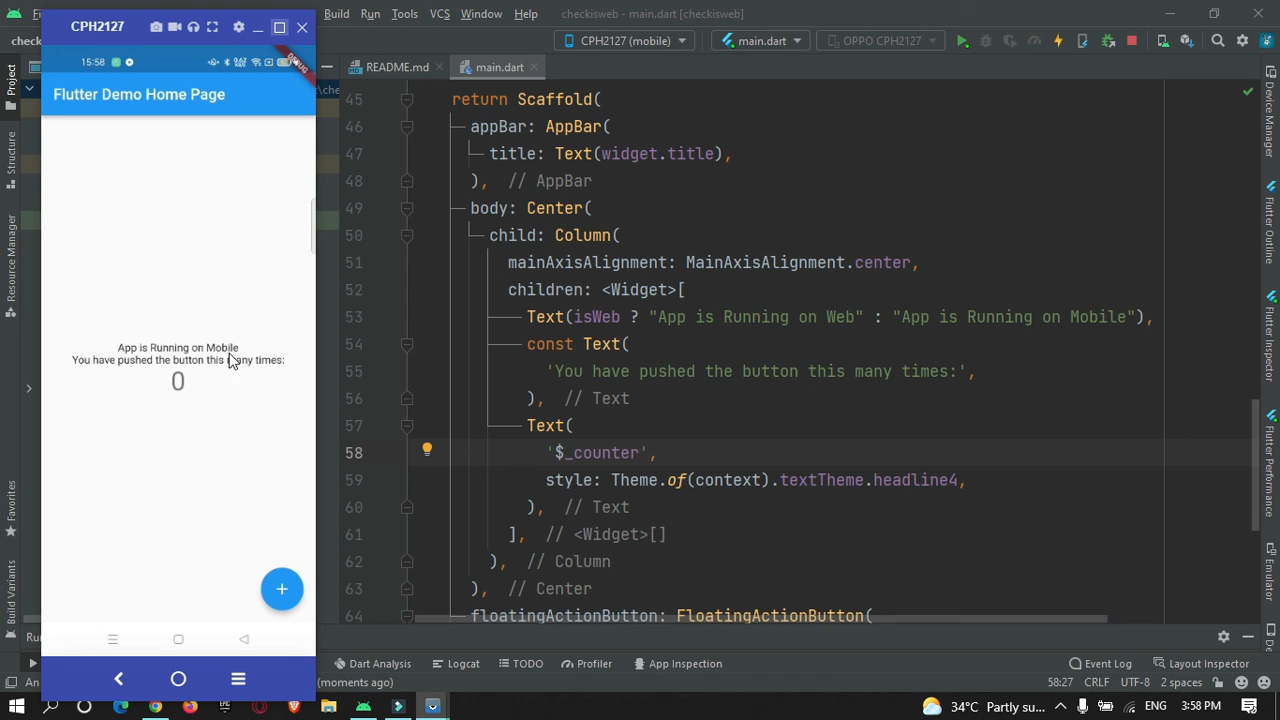 CPH2127
Build Run Tools VCS Window Help checkisweb - main.dart [checkisweb]
CPH2127 (mobile) main.dart OPPO CPH2127
15:58
DEBUG
README.md main.dart
Flutter Demo Home Page
App is Running on Mobile
You have pushed the button this many times:
0
+
Project
Structure
Resource Manager
Favorites
Build Variants
45 return Scaffold(
46 appBar: AppBar(
47 title: Text(widget.title),
48 ), // AppBar
49 body: Center(
50 child: Column(
51 mainAxisAlignment: MainAxisAlignment.center,
52 children: <Widget>[
53 Text(isWeb ? "App is Running on Web" : "App is Running on Mobile"),
54 const Text(
55 'You have pushed the button this many times:',
56 ), // Text
57 Text(
58 '$_counter',
59 style: Theme.of(context).textTheme.headline4,
60 ), // Text
61 ], // <Widget>[]
62 ), // Column
63 ), // Center
64 floatingActionButton: FloatingActionButton(
Device Manager
Flutter Outline
Flutter Inspector
Flutter Performance
Emulator
Dart Analysis Logcat TODO Profiler App Inspection Event Log Layout Inspector
(moments ago) 58:27 CRLF UTF-8 2 spaces
34°C Partly su... ENG 3:58 PM